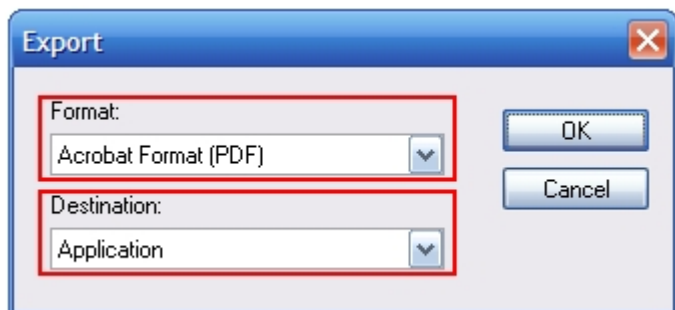 Export
Format:
Acrobat Format (PDF)
OK
Cancel
Destination:
Application